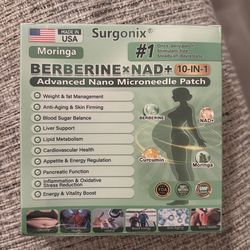 MADE IN
USA
Surgonix®
Moringa
#1
BERBERINE×NAD+ 10-IN-1
Advanced Nano Microneedle Patch
Weight & fat Management
Anti-Aging & Skin Firming
Blood Sugar Balance
Liver Support
Lipid Metabolism
Cardiovascular Health
Appetite & Energy Regulation
Pancreatic Function
Inflammation & Oxidative
Stress Reduction
Energy & Vitality Boost
BERBERINE
NAD+
Curcumin
Moringa